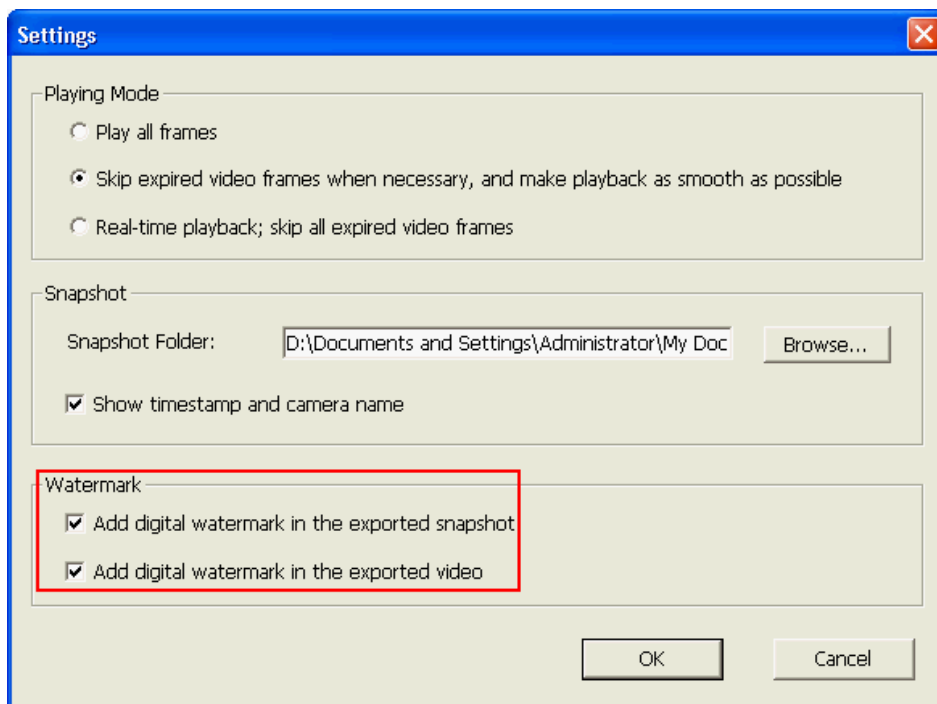 Settings
Playing Mode
Play all frames
Skip expired video frames when necessary, and make playback as smooth as possible
Real-time playback; skip all expired video frames
Snapshot
Snapshot Folder: D:\Documents and Settings\Administrator\My Doc Browse...
Show timestamp and camera name
Watermark
Add digital watermark in the exported snapshot
Add digital watermark in the exported video
OK Cancel